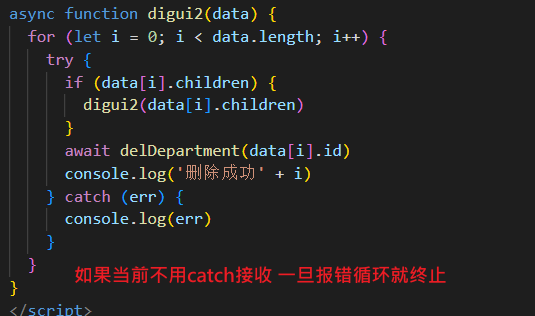 async function digui2(data) {
for (let i = 0; i < data.length; i++) {
try {
if (data[i].children) {
digui2(data[i].children)
}
await delDepartment(data[i].id)
console.log('删除成功' + i)
} catch (err) {
console.log(err)
}
}
如果当前不用catch接收 一旦报错循环就终止
}
</script>